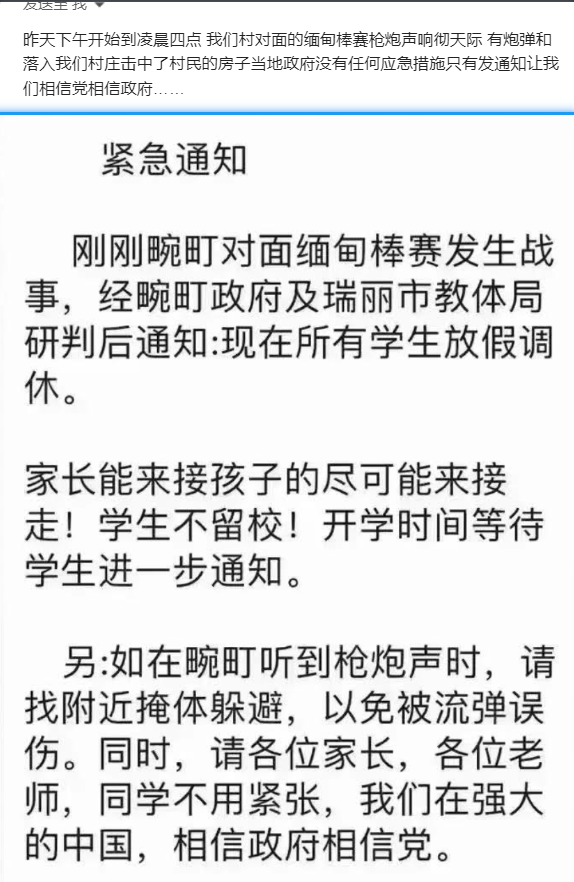 发送至 我
昨天下午开始到凌晨四点 我们村对面的缅甸棒赛枪炮声响彻天际 有炮弹和
落入我们村庄击中了村民的房子当地政府没有任何应急措施只有发通知让我
们相信党相信政府……
紧急通知
刚刚畹町对面缅甸棒赛发生战
事，经畹町政府及瑞丽市教体局
研判后通知:现在所有学生放假调
休。
家长能来接孩子的尽可能来接
走！学生不留校！开学时间等待
学生进一步通知。
另:如在畹町听到枪炮声时，请
找附近掩体躲避，以免被流弹误
伤。同时，请各位家长，各位老
师，同学不用紧张，我们在强大
的中国，相信政府相信党。